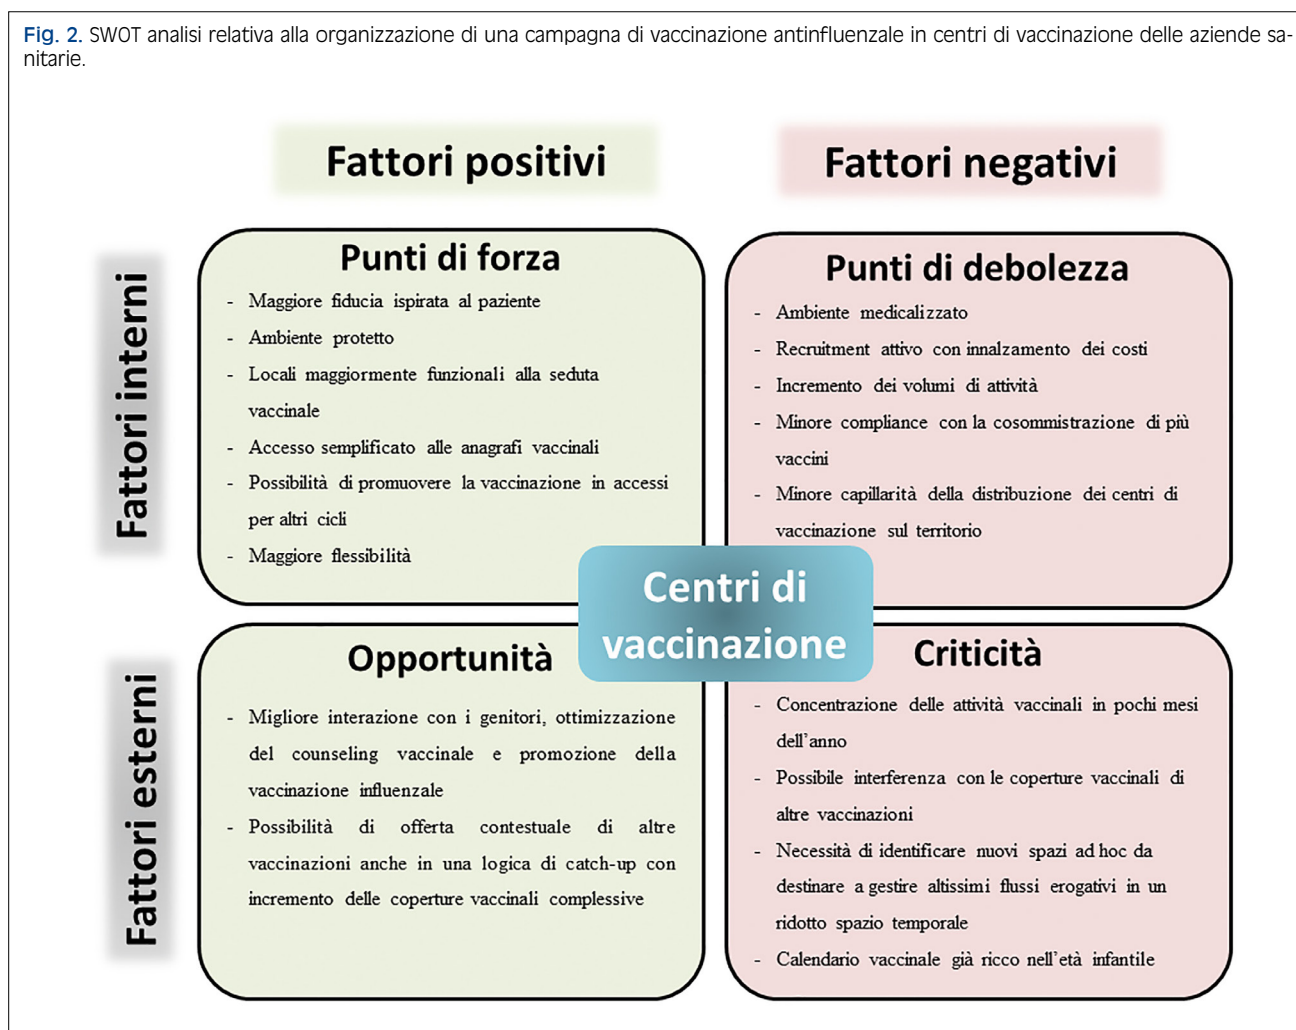 Fig. 2. SWOT analisi relativa alla organizzazione di una campagna di vaccinazione antinfluenzale in centri di vaccinazione delle aziende sa-
nitarie.
Fattori positivi
Fattori negativi
Fattori interni
Punti di forza
- Maggiore fiducia ispirata al paziente
- Ambiente protetto
- Locali maggiormente funzionali alla seduta
vaccinale
- Accesso semplificato alle anagrafi vaccinali
- Possibilità di promuovere la vaccinazione in accessi
per altri cicli
- Maggiore flessibilità
Punti di debolezza
- Ambiente medicalizzato
- Recruitment attivo con innalzamento dei costi
- Incremento dei volumi di attività
- Minore compliance con la cosommistrazione di più
vaccini
- Minore capillarità della distribuzione dei centri di
vaccinazione sul territorio
Centri di
vaccinazione
Fattori esterni
Opportunità
- Migliore interazione con i genitori, ottimizzazione
del counseling vaccinale e promozione della
vaccinazione influenzale
- Possibilità di offerta contestuale di altre
vaccinazioni anche in una logica di catch-up con
incremento delle coperture vaccinali complessive
Criticità
- Concentrazione delle attività vaccinali in pochi mesi
dell'anno
- Possibile interferenza con le coperture vaccinali di
altre vaccinazioni
- Necessità di identificare nuovi spazi ad hoc da
destinare a gestire altissimi flussi erogativi in un
ridotto spazio temporale
- Calendario vaccinale già ricco nell'età infantile